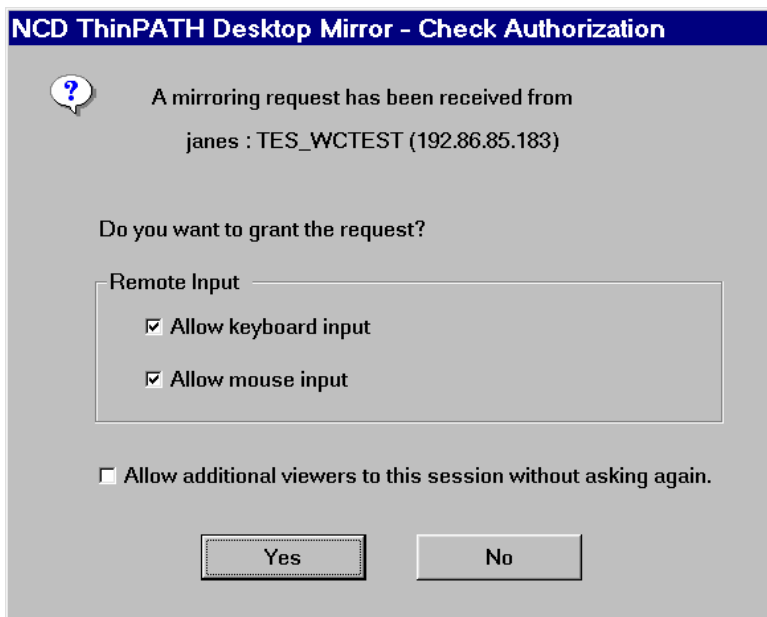 NCD ThinPATH Desktop Mirror - Check Authorization
?
A mirroring request has been received from
janes : TES_WCTEST (192.86.85.183)
Do you want to grant the request?
Remote Input
Allow keyboard input
Allow mouse input
Allow additional viewers to this session without asking again.
Yes No